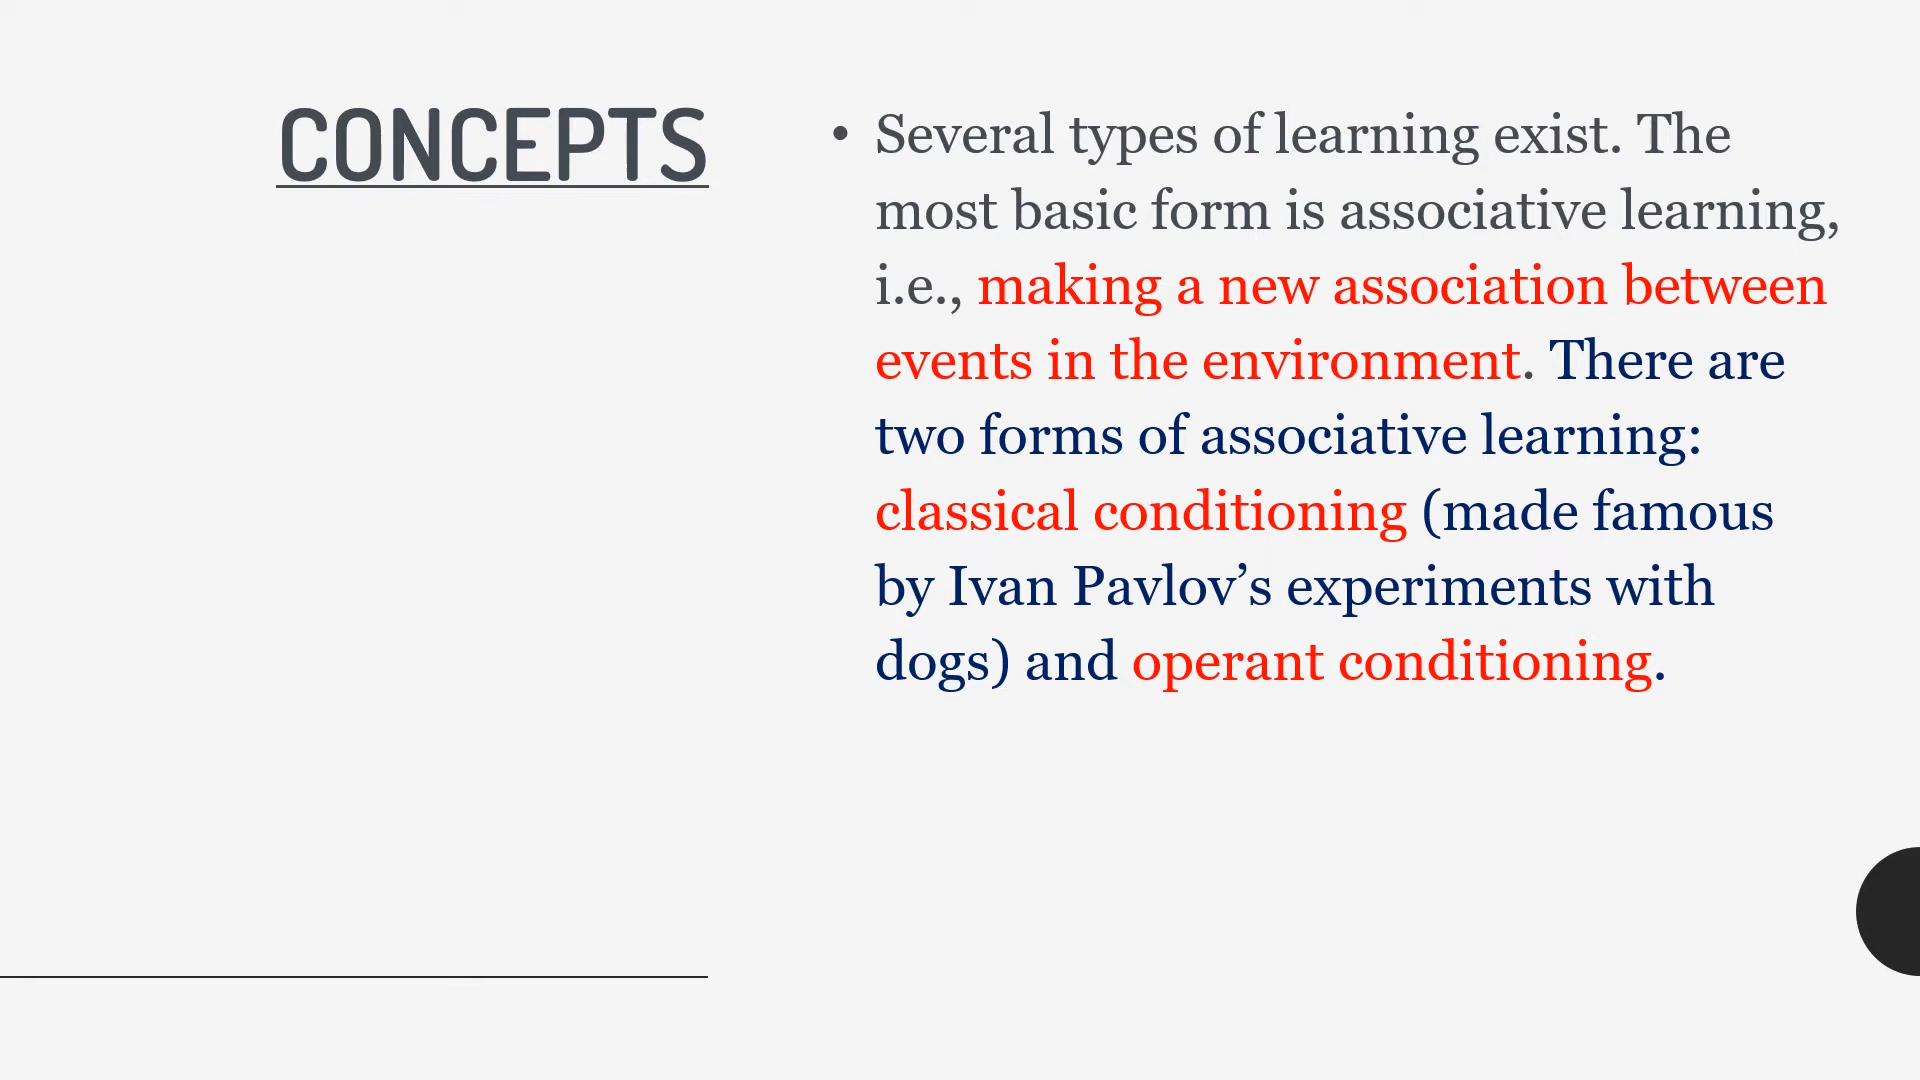 CONCEPTS
• Several types of learning exist. The
most basic form is associative learning,
i.e., making a new association between
events in the environment. There are
two forms of associative learning:
classical conditioning (made famous
by Ivan Pavlov’s experiments with
dogs) and operant conditioning.